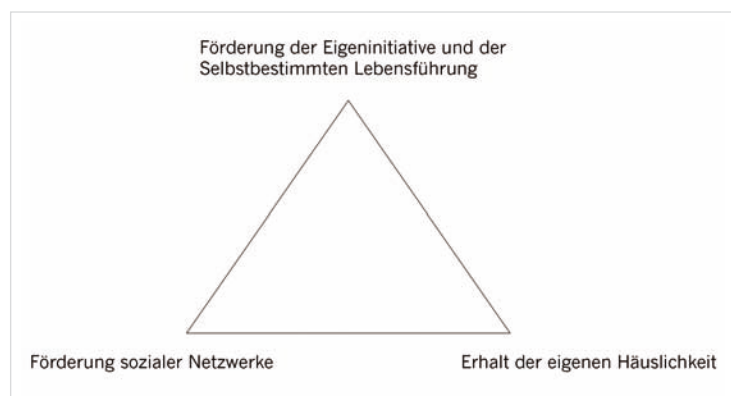 Förderung der Eigeninitiative und der
Selbstbestimmten Lebensführung
Förderung sozialer Netzwerke
Erhalt der eigenen Häuslichkeit